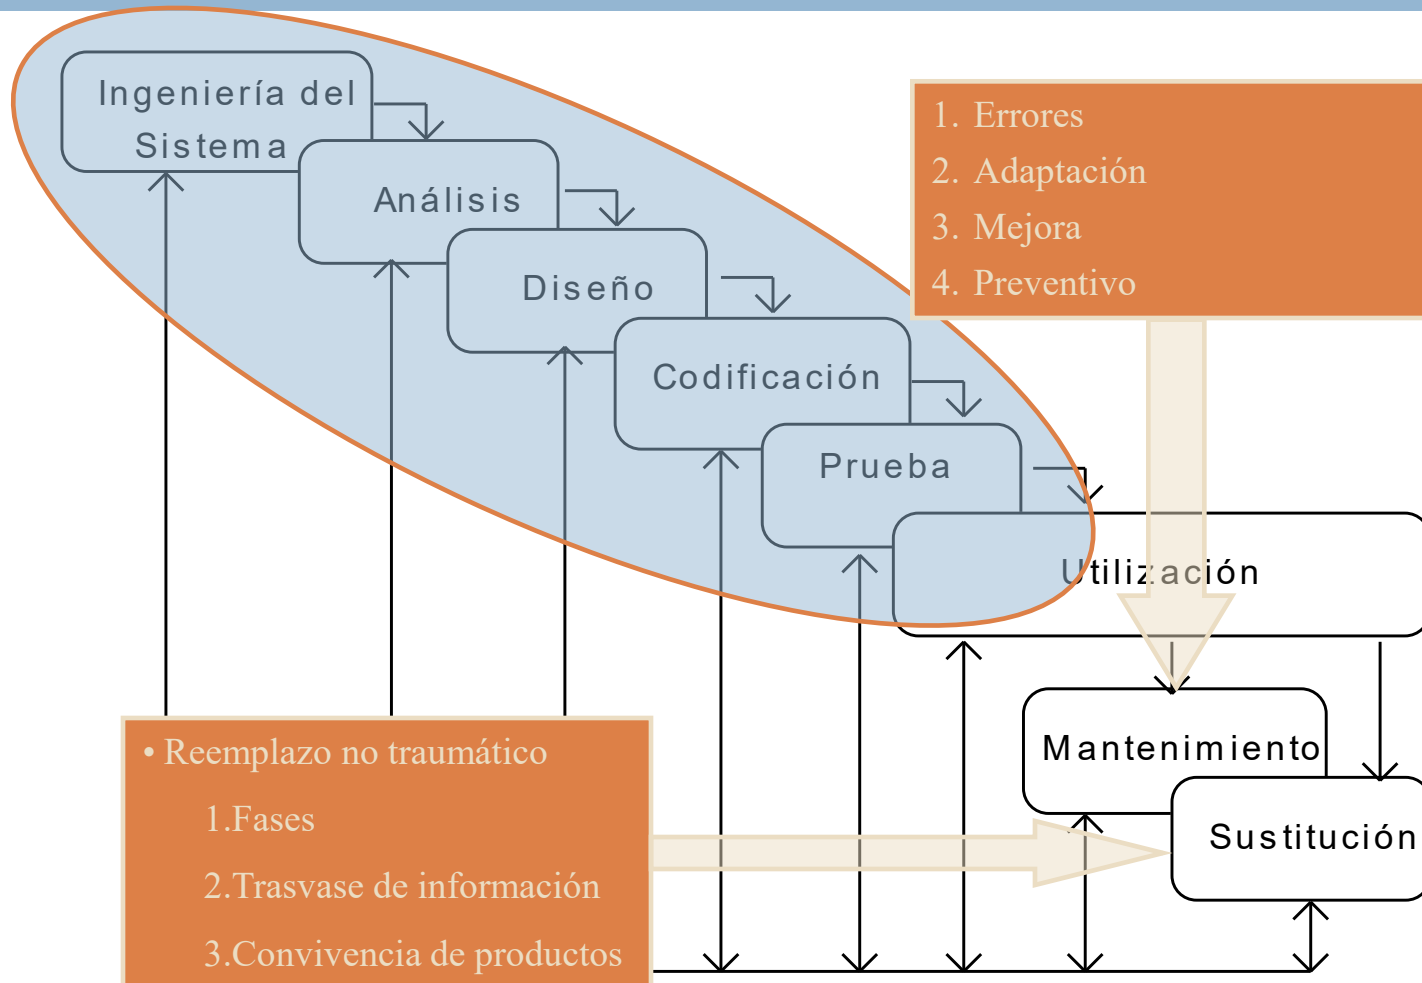 Ingeniería del
Sistema
Análisis
Diseño
Codificación
Prueba
Utilización
Mantenimiento
Sustitución
1. Errores
2. Adaptación
3. Mejora
4. Preventivo
• Reemplazo no traumático
1.Fases
2.Trasvase de información
3.Convivencia de productos